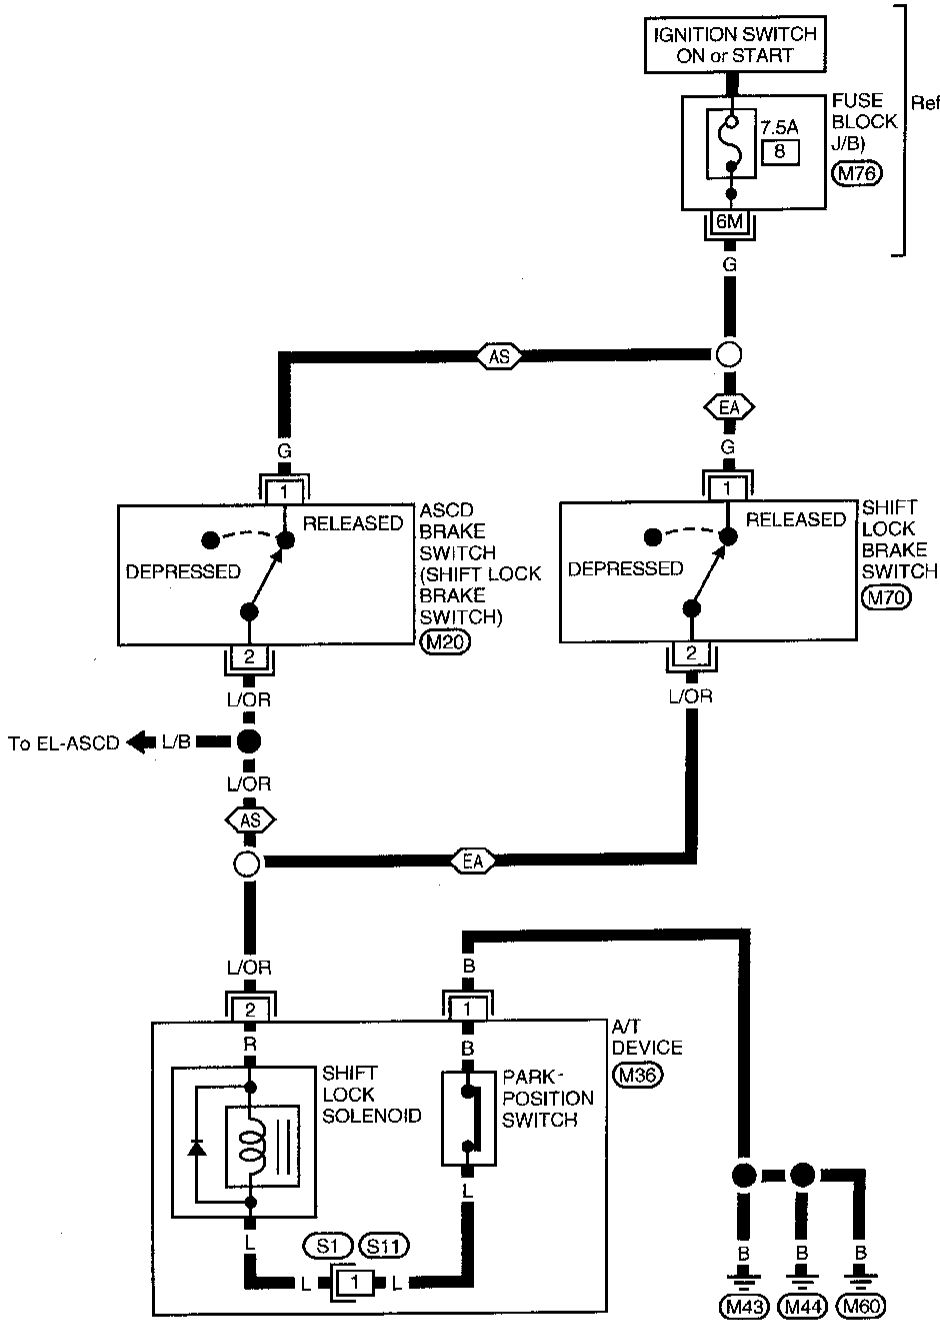 IGNITION SWITCH
ON or START
Ref
FUSE
BLOCK
J/B)
M76
7.5A
8
6M
G
AS
EA
G
G
1
1
RELEASED
DEPRESSED
ASCD
BRAKE
SWITCH
(SHIFT LOCK
BRAKE
SWITCH)
M20
RELEASED
DEPRESSED
SHIFT
LOCK
BRAKE
SWITCH
M70
2
2
L/OR
L/OR
To EL-ASCD
L/B
L/OR
AS
EA
L/OR
B
2
1
A/T
DEVICE
M36
R
B
SHIFT
LOCK
SOLENOID
PARK-
POSITION
SWITCH
L
L
S1
S11
L
1
L
B
B
B
M43
M44
M60